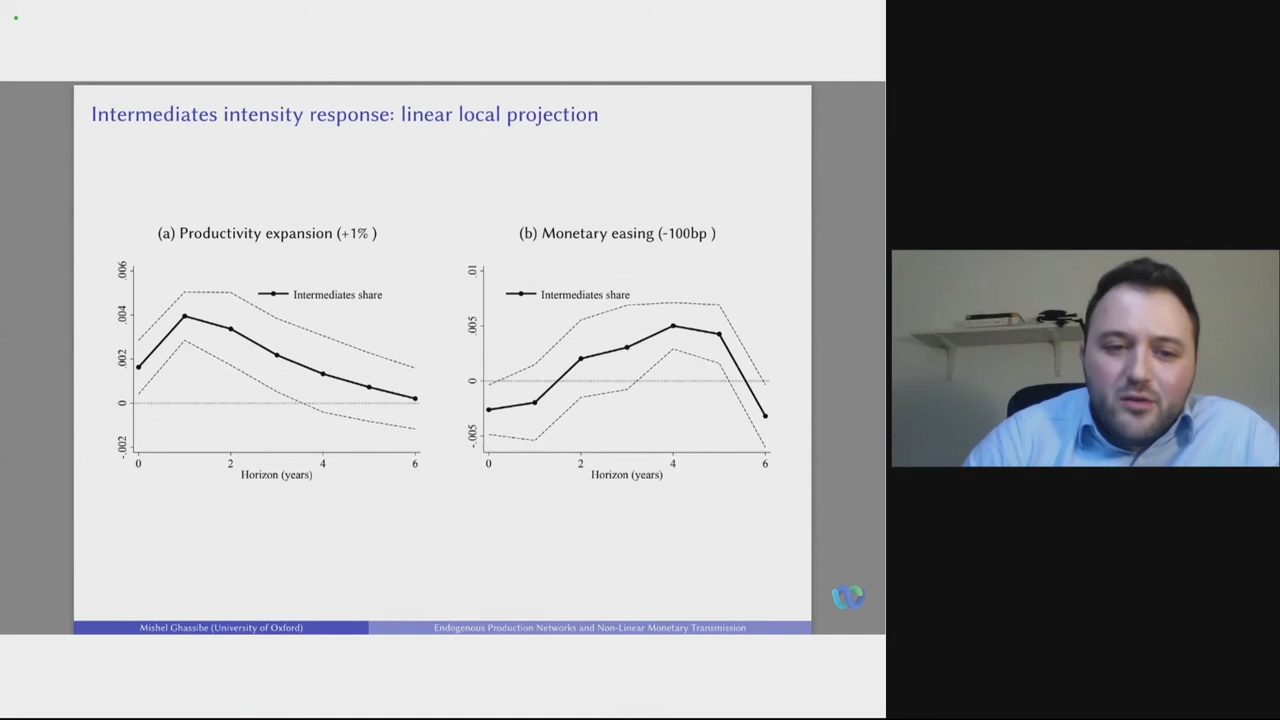 Intermediates intensity response: linear local projection
(a) Productivity expansion (+1% )
.006
.004
.002
0
-.002
Intermediates share
0 2 4 6
Horizon (years)
(b) Monetary easing (-100bp )
.01
.005
0
-.005
Intermediates share
0 2 4 6
Horizon (years)
Mishel Ghassibe (University of Oxford)
Endogenous Production Networks and Non-Linear Monetary Transmission